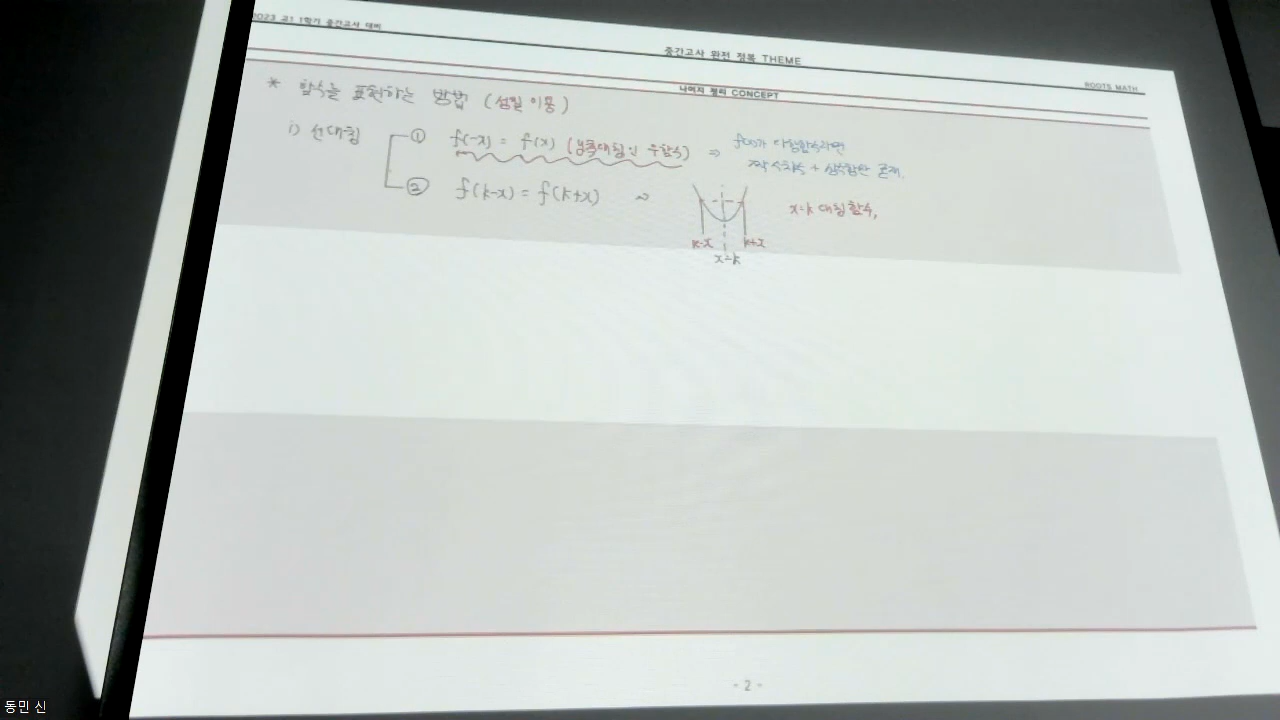 2023 고1 1학기 중간고사 대비
중간고사 완전 정복 THEME
ROOTS MATH
나머지 정리 CONCEPT
* 함수를 표현하는 방법 (성질 이용)
i) 선대칭
① f(-x) = f(x) (y축대칭인 우함수) ⇒ f(x)가 다항함수라면
짝수차수 + 상수항만 존재.
② f(k-x) = f(k+x) ~
x=k 대칭함수,
k-x k+x
x=k
- 2 -
동민 신